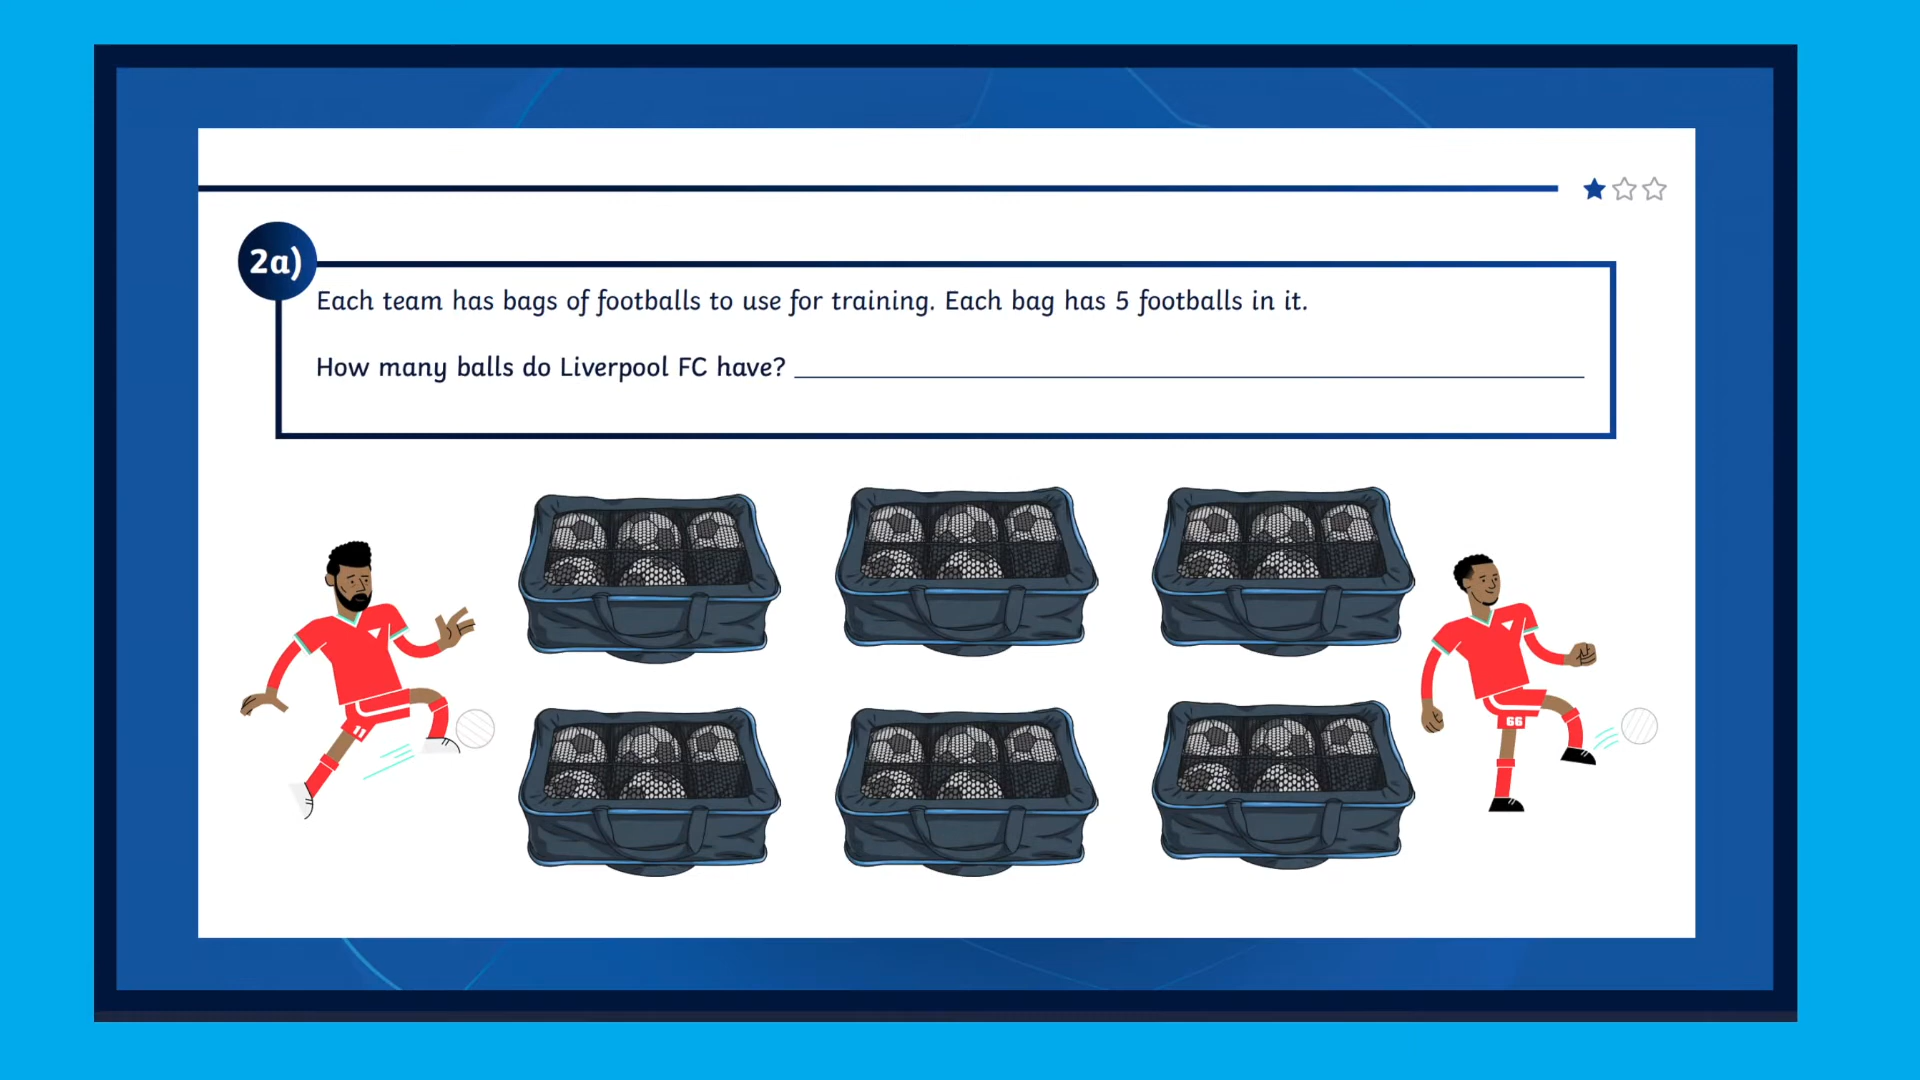 2a)
Each team has bags of footballs to use for training. Each bag has 5 footballs in it.
How many balls do Liverpool FC have?
11
66